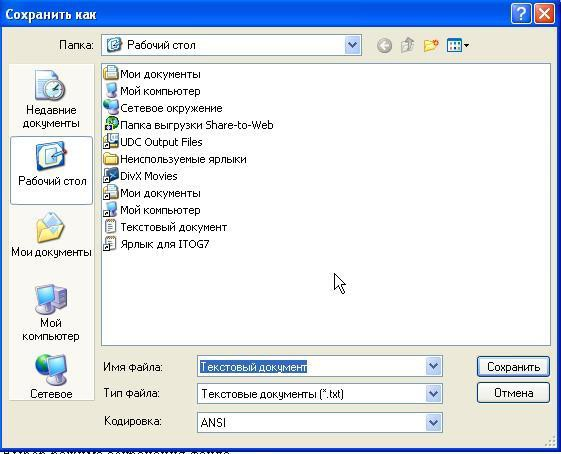 Сохранить как
Папка: Рабочий стол
Недавние
документы
Рабочий стол
Мои документы
Мой
компьютер
Сетевое
Мои документы
Мой компьютер
Сетевое окружение
Папка выгрузки Share-to-Web
UDC Output Files
Неиспользуемые ярлыки
DivX Movies
Мои документы
Мой компьютер
Текстовый документ
Ярлык для ITOG7
Имя файла: Текстовый документ Сохранить
Тип файла: Текстовые документы (*.txt) Отмена
Кодировка: ANSI